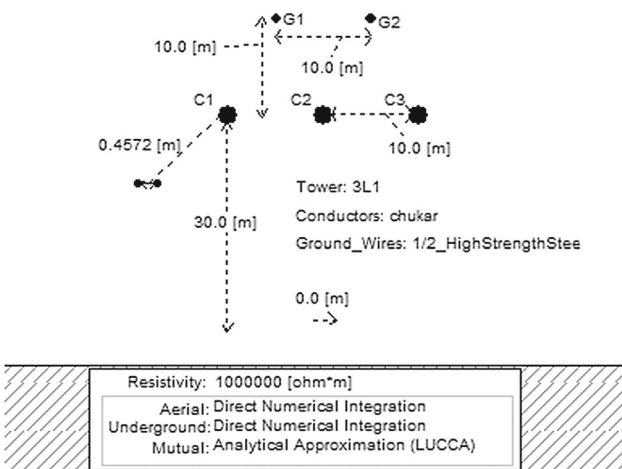 G1
G2
10.0 [m]
10.0 [m]
C1
C2
C3
0.4572 [m]
10.0 [m]
Tower: 3L1
Conductors: chukar
30.0 [m]
Ground_Wires: 1/2_HighStrengthStee
0.0 [m]
Resistivity: 1000000 [ohm*m]
Aerial: Direct Numerical Integration
Underground: Direct Numerical Integration
Mutual: Analytical Approximation (LUCCA)